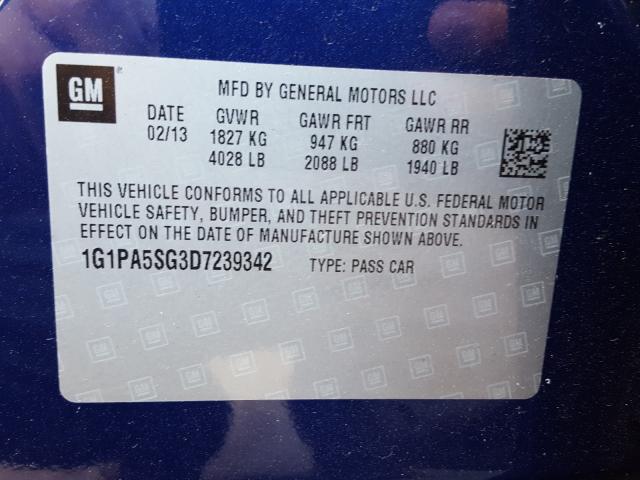 GM
MFD BY GENERAL MOTORS LLC
DATE GVWR GAWR FRT GAWR RR
02/13 1827 KG 947 KG 880 KG
4028 LB 2088 LB 1940 LB
THIS VEHICLE CONFORMS TO ALL APPLICABLE U.S. FEDERAL MOTOR
VEHICLE SAFETY, BUMPER, AND THEFT PREVENTION STANDARDS IN
EFFECT ON THE DATE OF MANUFACTURE SHOWN ABOVE.
1G1PA5SG3D7239342 TYPE: PASS CAR